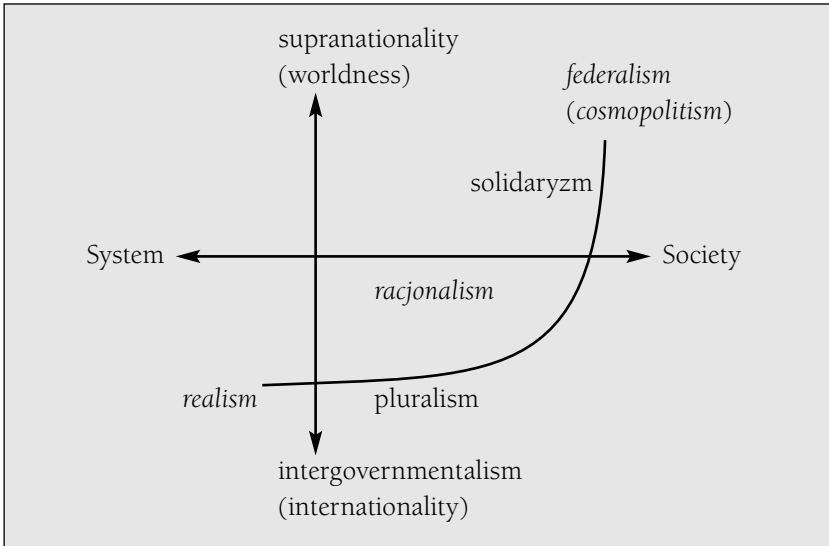 supranationality
(worldness)
federalism
(cosmopolitism)
solidaryzm
System
Society
racjonalism
realism
pluralism
intergovernmentalism
(internationality)